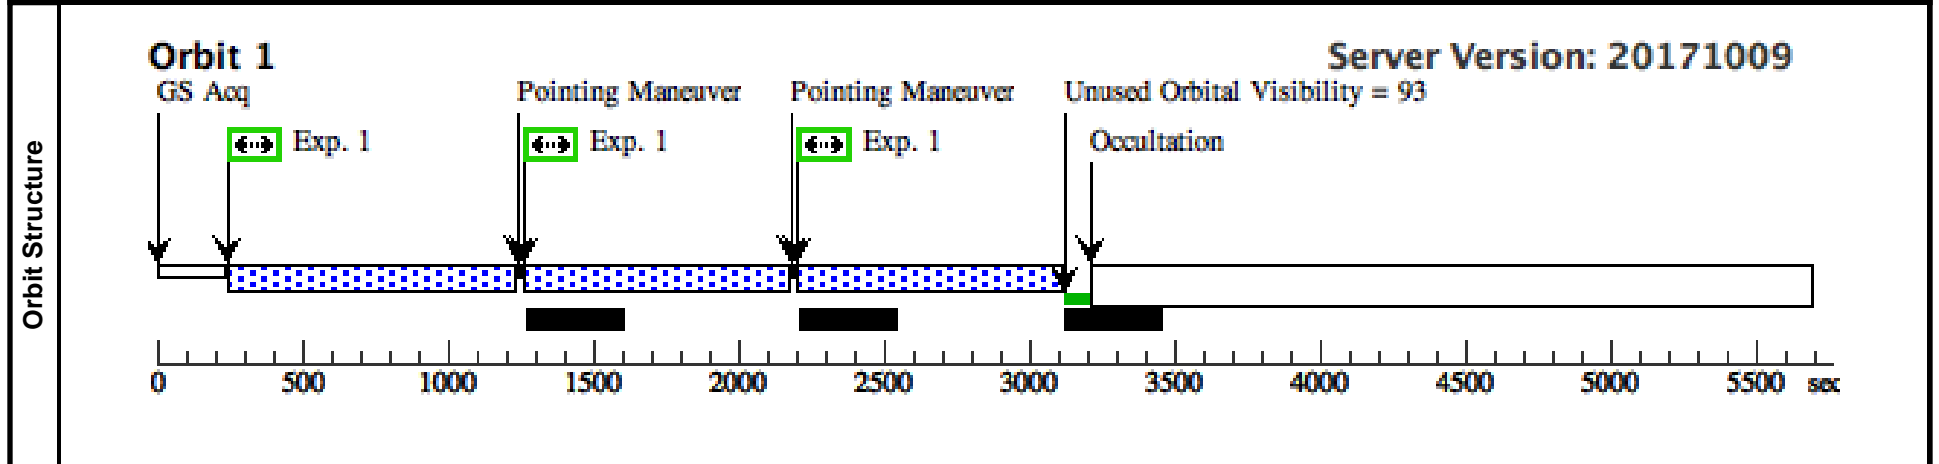 Orbit Structure
Orbit 1 Server Version: 20171009
GS Acq Pointing Maneuver Pointing Maneuver Unused Orbital Visibility = 93
Exp. 1 Exp. 1 Exp. 1 Occultation
0 500 1000 1500 2000 2500 3000 3500 4000 4500 5000 5500 sec